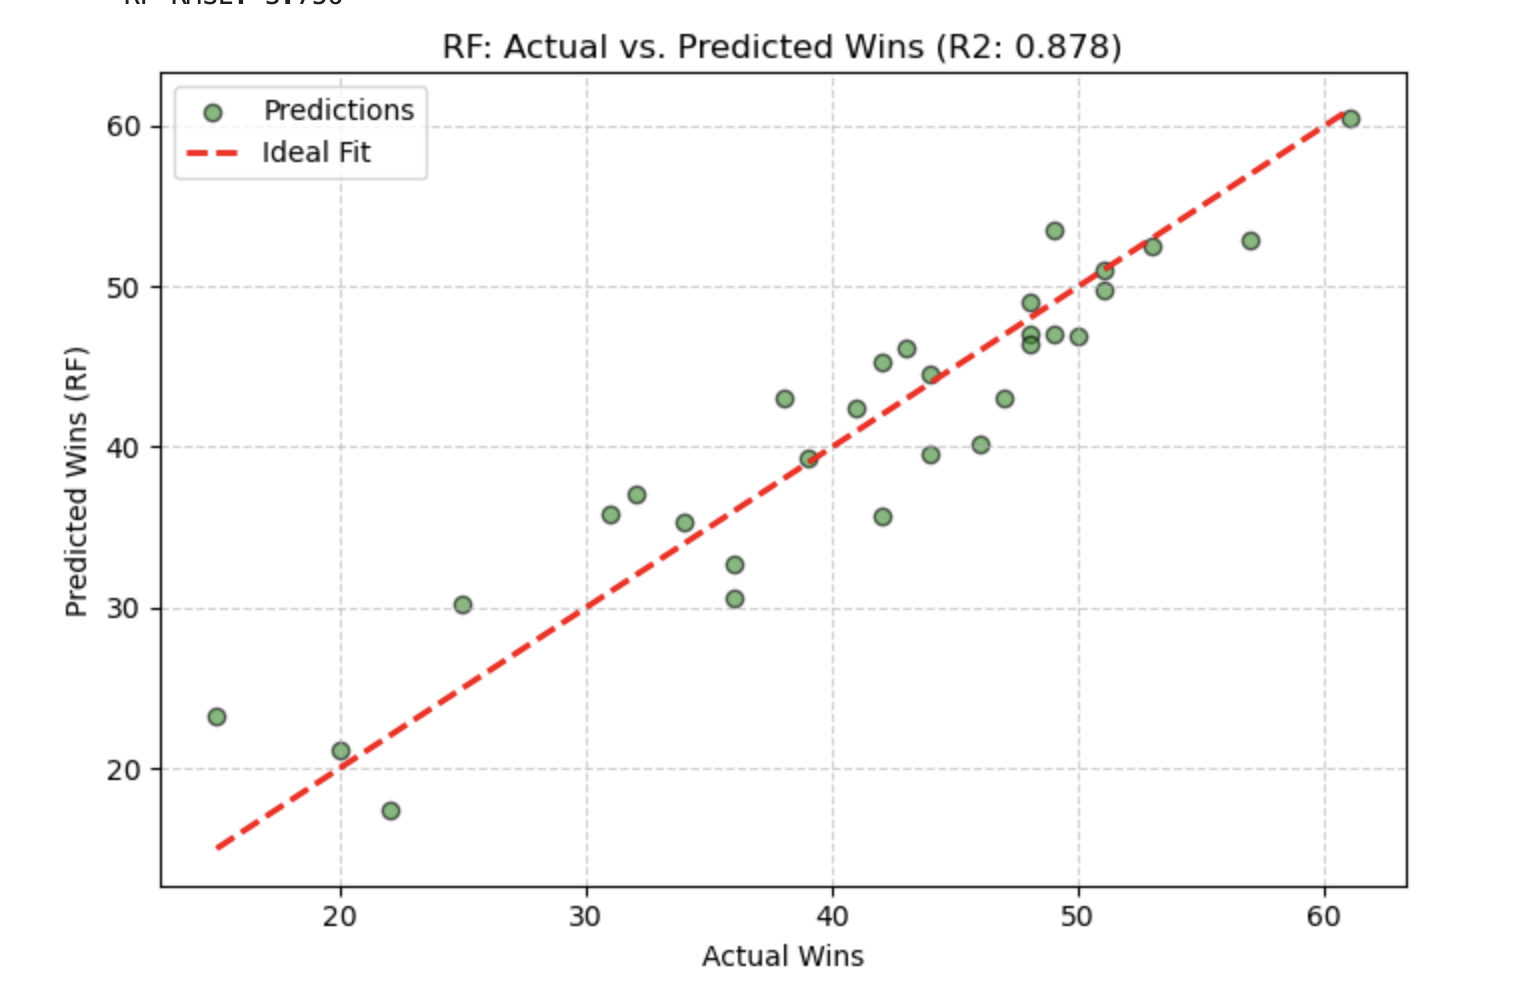 RF: Actual vs. Predicted Wins (R2: 0.878)
Predictions
Ideal Fit
60
50
40
30
20
Predicted Wins (RF)
20 30 40 50 60
Actual Wins